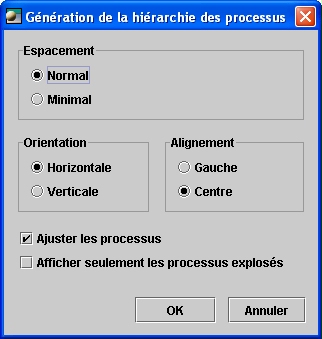 Génération de la hiérarchie des processus
Espacement
Normal
Minimal
Orientation
Alignement
Horizontale
Gauche
Verticale
Centre
Ajuster les processus
Afficher seulement les processus explosés
OK
Annuler